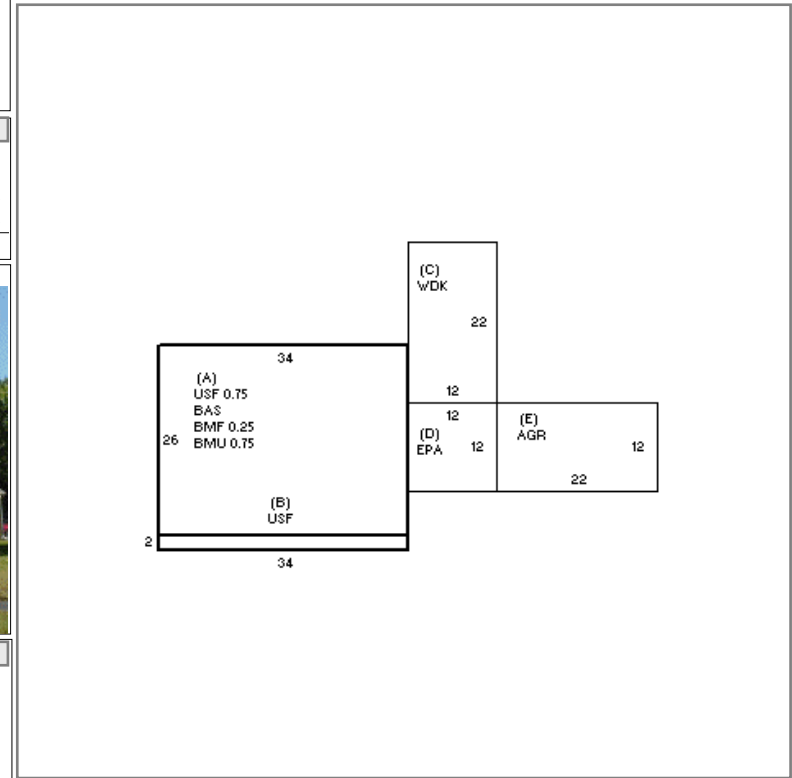 (C)
WDK
22
12
34
(A)
USF 0.75
BAS
BMF 0.25
BMU 0.75
26
12
(D)
EPA
12
(E)
AGR
12
22
(B)
USF
2
34